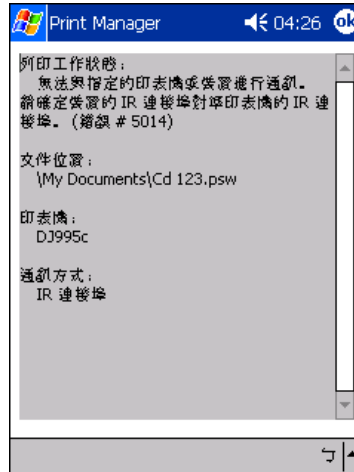 Print Manager
04:26
ok
列印工作狀態:
無法與指定的印表機或裝置進行通訊。
請確定裝置的 IR 連接埠對準印表機的 IR 連
接埠。(錯誤 # 5014)
文件位置:
\My Documents\Cd 123.psw
印表機:
DJ995c
通訊方式:
IR 連接埠
ㄅ